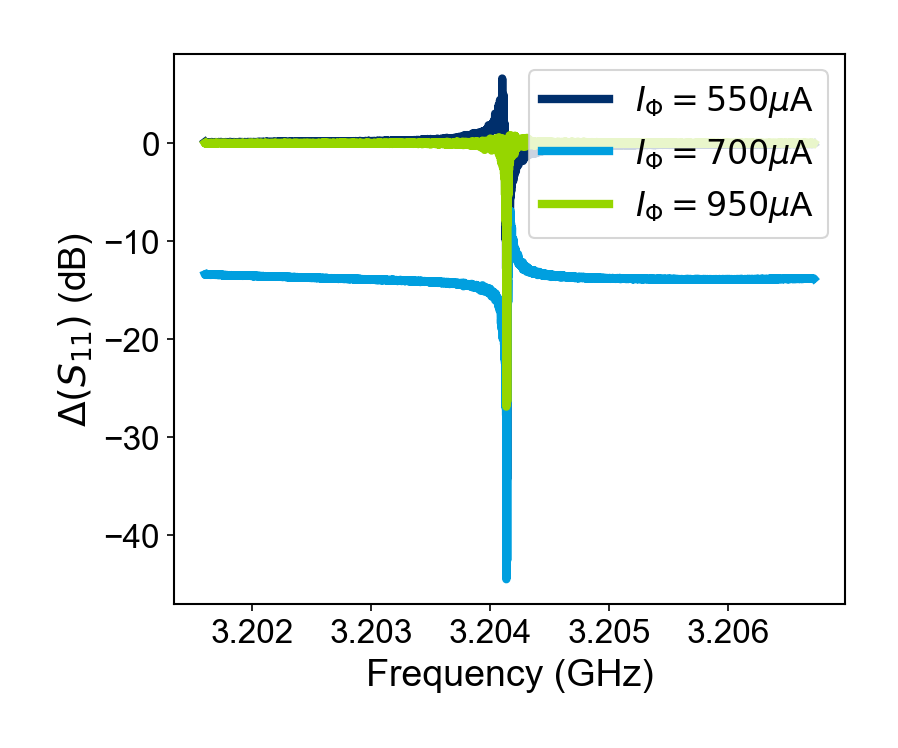 I_Φ = 550μA
0
I_Φ = 700μA
I_Φ = 950μA
−10
Δ(S₁₁) (dB)
−20
−30
−40
3.202 3.203 3.204 3.205 3.206
Frequency (GHz)